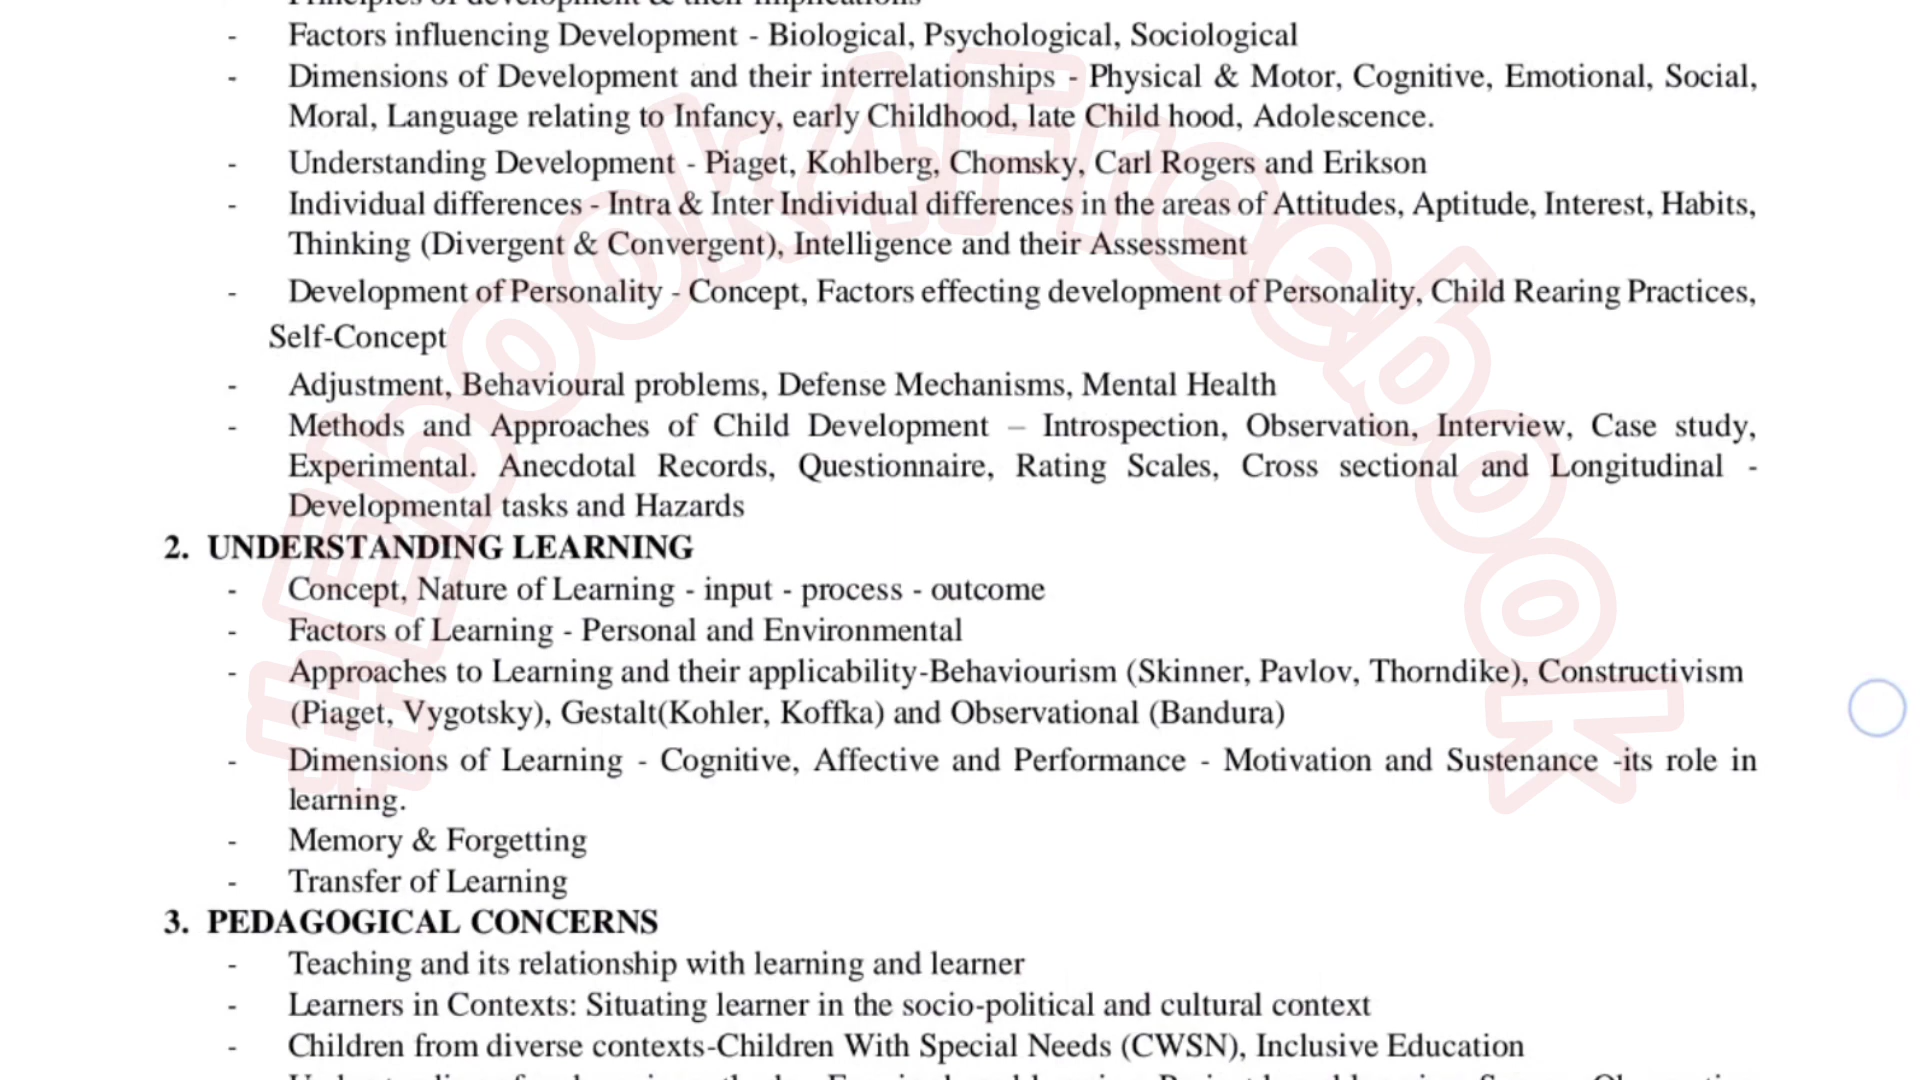 Principles of development & their implications
- Factors influencing Development - Biological, Psychological, Sociological
- Dimensions of Development and their interrelationships - Physical & Motor, Cognitive, Emotional, Social,
Moral, Language relating to Infancy, early Childhood, late Child hood, Adolescence.
- Understanding Development - Piaget, Kohlberg, Chomsky, Carl Rogers and Erikson
- Individual differences - Intra & Inter Individual differences in the areas of Attitudes, Aptitude, Interest, Habits,
Thinking (Divergent & Convergent), Intelligence and their Assessment
- Development of Personality - Concept, Factors effecting development of Personality, Child Rearing Practices,
Self-Concept
- Adjustment, Behavioural problems, Defense Mechanisms, Mental Health
- Methods and Approaches of Child Development – Introspection, Observation, Interview, Case study,
Experimental. Anecdotal Records, Questionnaire, Rating Scales, Cross sectional and Longitudinal -
Developmental tasks and Hazards
2. UNDERSTANDING LEARNING
- Concept, Nature of Learning - input - process - outcome
- Factors of Learning - Personal and Environmental
- Approaches to Learning and their applicability-Behaviourism (Skinner, Pavlov, Thorndike), Constructivism
(Piaget, Vygotsky), Gestalt(Kohler, Koffka) and Observational (Bandura)
- Dimensions of Learning - Cognitive, Affective and Performance - Motivation and Sustenance -its role in
learning.
- Memory & Forgetting
- Transfer of Learning
3. PEDAGOGICAL CONCERNS
- Teaching and its relationship with learning and learner
- Learners in Contexts: Situating learner in the socio-political and cultural context
- Children from diverse contexts-Children With Special Needs (CWSN), Inclusive Education
#Ebook4Freebook